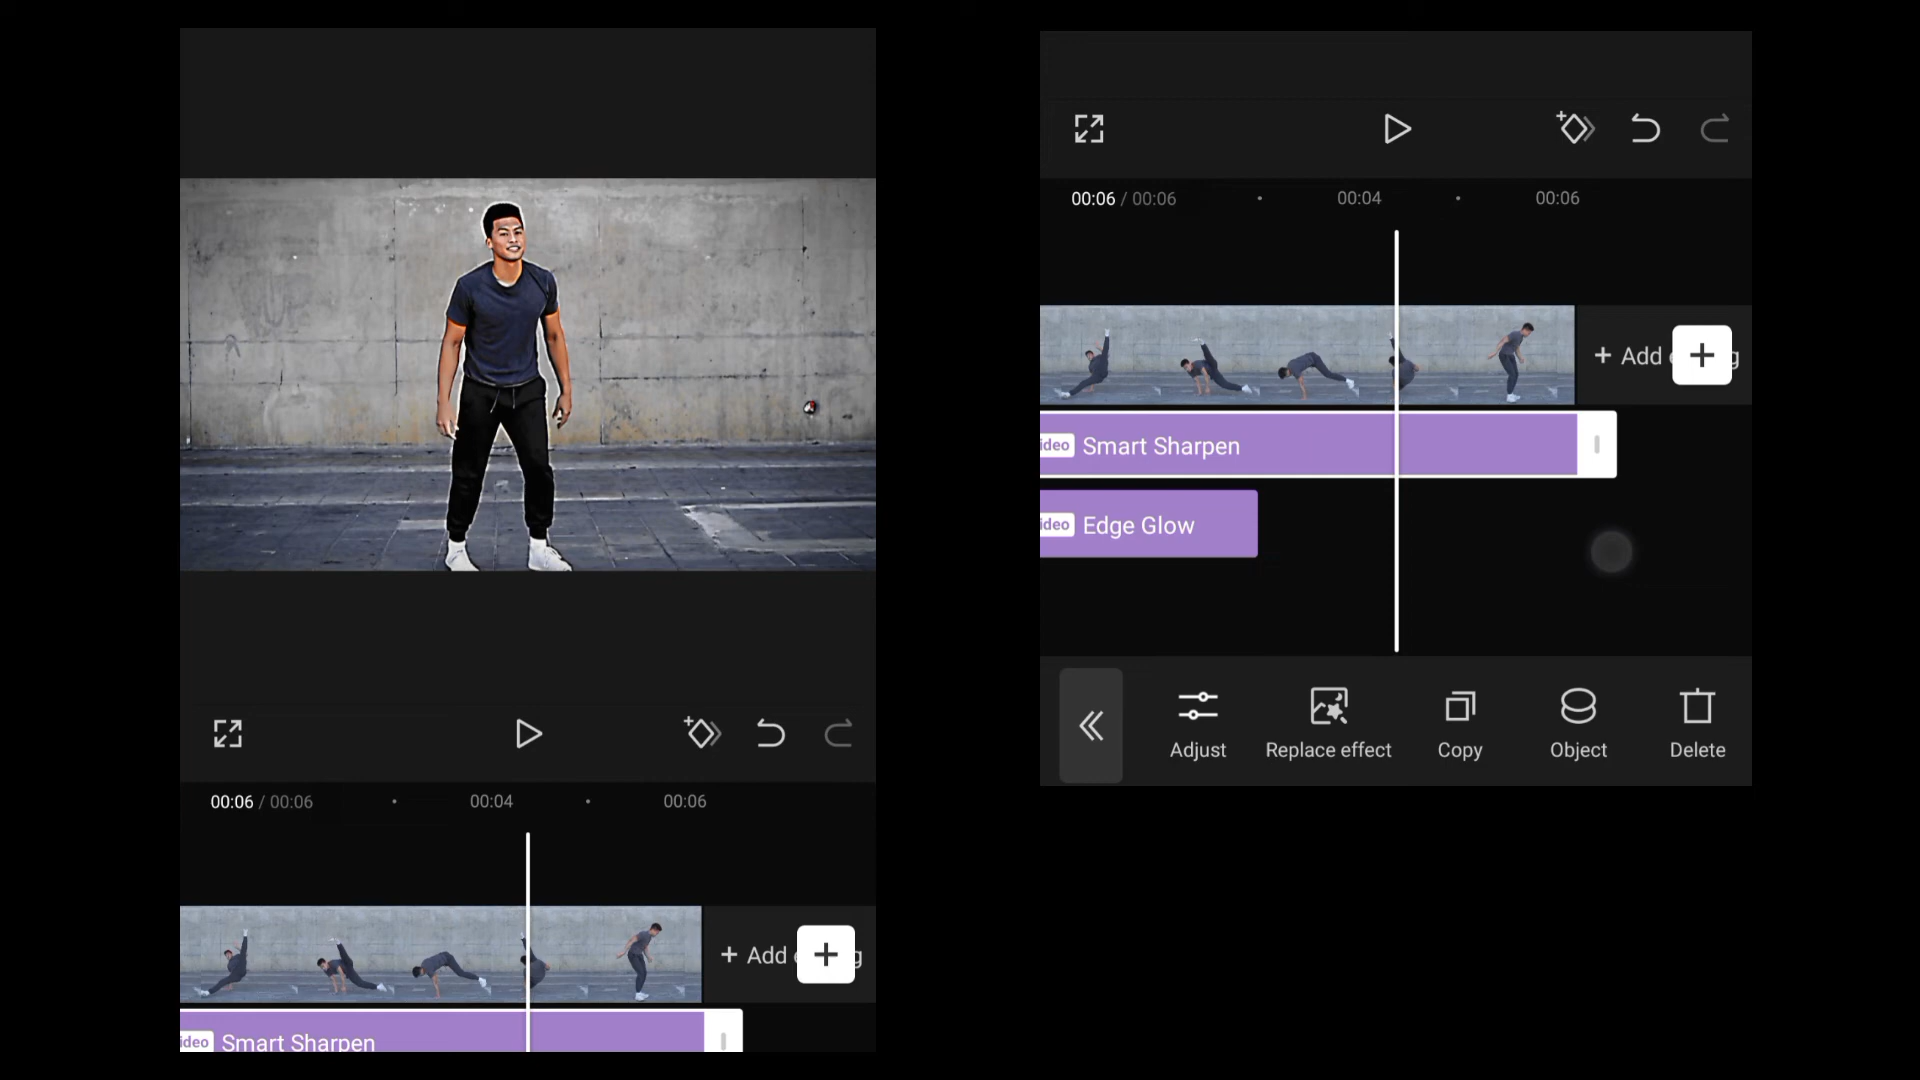 00:06 / 00:06
00:04
00:06
+ Add
ideo Smart Sharpen
00:06 / 00:06
00:04
00:06
+ Add
ideo Smart Sharpen
ideo Edge Glow
Adjust
Replace effect
Copy
Object
Delete